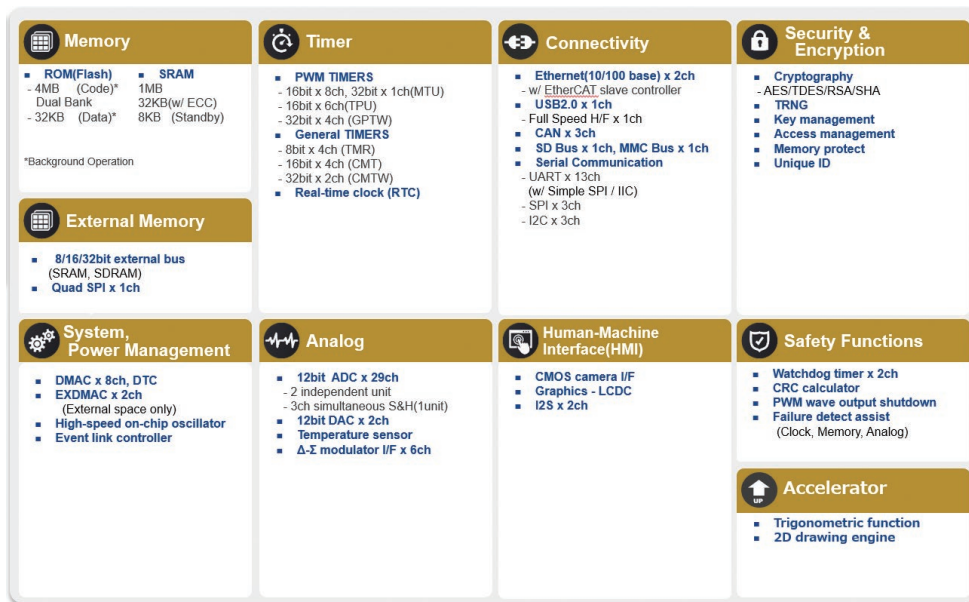 Memory
ROM(Flash)
- 4MB (Code)*
Dual Bank
- 32KB (Data)*
SRAM
1MB
32KB(w/ ECC)
8KB (Standby)
*Background Operation
External Memory
8/16/32bit external bus
(SRAM, SDRAM)
Quad SPI x 1ch
Timer
PWM TIMERS
- 16bit x 8ch, 32bit x 1ch(MTU)
- 16bit x 6ch(TPU)
- 32bit x 4ch (GPTW)
General TIMERS
- 8bit x 4ch (TMR)
- 16bit x 4ch (CMT)
- 32bit x 2ch (CMTW)
Real-time clock (RTC)
Connectivity
Ethernet(10/100 base) x 2ch
- w/ EtherCAT slave controller
USB2.0 x 1ch
- Full Speed H/F x 1ch
CAN x 3ch
SD Bus x 1ch, MMC Bus x 1ch
Serial Communication
- UART x 13ch
(w/ Simple SPI / IIC)
- SPI x 3ch
- I2C x 3ch
Security &
Encryption
Cryptography
- AES/TDES/RSA/SHA
TRNG
Key management
Access management
Memory protect
Unique ID
System,
Power Management
DMAC x 8ch, DTC
EXDMAC x 2ch
(External space only)
High-speed on-chip oscillator
Event link controller
Analog
12bit ADC x 29ch
- 2 independent unit
- 3ch simultaneous S&H(1unit)
12bit DAC x 2ch
Temperature sensor
Δ-Σ modulator I/F x 6ch
Human-Machine
Interface(HMI)
CMOS camera I/F
Graphics - LCDC
I2S x 2ch
Safety Functions
Watchdog timer x 2ch
CRC calculator
PWM wave output shutdown
Failure detect assist
(Clock, Memory, Analog)
UP
Accelerator
Trigonometric function
2D drawing engine